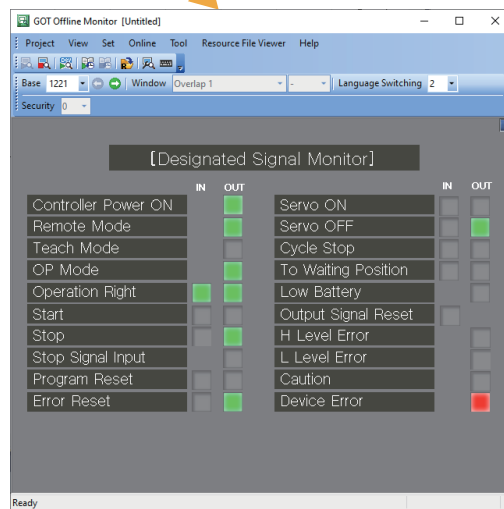 GOT Offline Monitor [Untitled]
Project View Set Online Tool Resource File Viewer Help
Base 1221 Window Overlap 1 - Language Switching 2
Security 0
[Designated Signal Monitor]
IN OUT IN OUT
Controller Power ON Servo ON
Remote Mode Servo OFF
Teach Mode Cycle Stop
OP Mode To Waiting Position
Operation Right Low Battery
Start Output Signal Reset
Stop H Level Error
Stop Signal Input L Level Error
Program Reset Caution
Error Reset Device Error
Ready